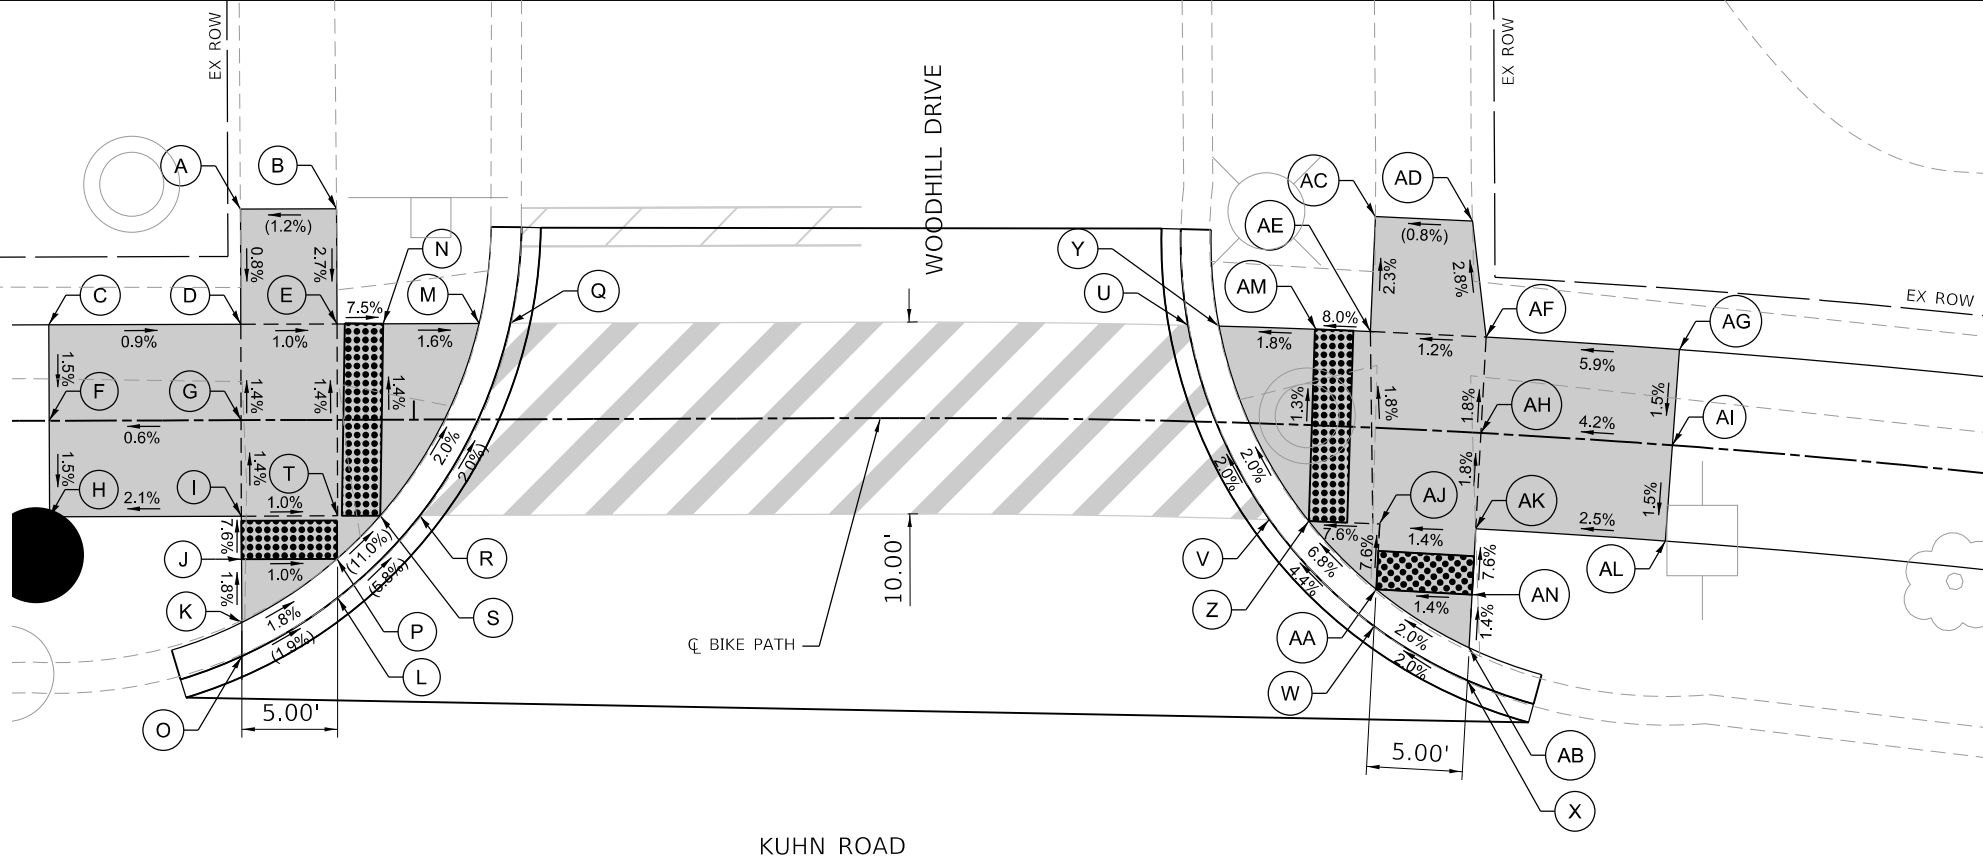 EX ROW
WOODHILL DRIVE
EX ROW
A
B
AC
AD
(1.2%)
0.8%
2.7%
N
Y
AE
(0.8%)
2.3%
2.8%
C
D
E
7.5%
M
Q
U
AM
8.0%
AF
AG
EX ROW
0.9%
1.0%
1.6%
1.8%
1.2%
5.9%
1.5%
F
G
1.4%
1.4%
1.4%
1.3%
1.8%
1.8%
AH
1.5%
AI
0.6%
4.2%
1.5%
H
I
1.4%
T
2.0%
2.0%)
2.0%
2.0%
1.8%
AJ
AK
1.5%
2.1%
1.0%
2.5%
7.6%
(11.0%)
10.00'
7.6%
1.4%
J
1.0%
(5.8%)
R
V
6.8%
7.6%
7.6%
AL
1.8%
4.4%
AN
K
1.8%
P
S
Z
1.4%
1.4%
(1.9%)
L
℄ BIKE PATH
AA
2.0%
2.0%
W
O
5.00'
5.00'
AB
X
KUHN ROAD